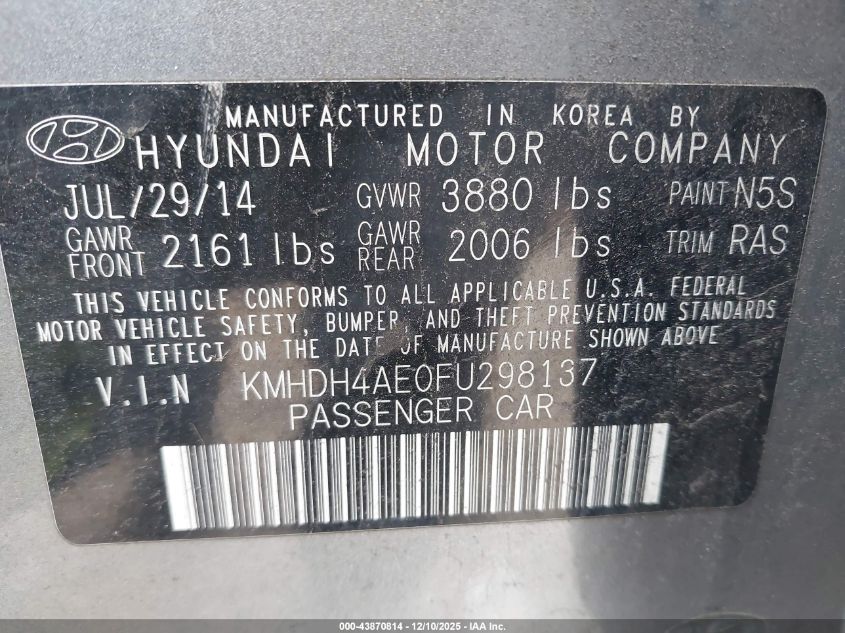 MANUFACTURED IN KOREA BY
HYUNDAI MOTOR COMPANY
JUL/29/14 GVWR 3880 lbs PAINT N5S
GAWR FRONT 2161 lbs GAWR REAR 2006 lbs TRIM RAS
THIS VEHICLE CONFORMS TO ALL APPLICABLE U.S.A. FEDERAL
MOTOR VEHICLE SAFETY, BUMPER, AND THEFT PREVENTION STANDARDS
IN EFFECT ON THE DATE OF MANUFACTURE SHOWN ABOVE
V.I.N KMHDH4AE0FU298137
PASSENGER CAR
000-43870814 - 12/10/2025 - IAA Inc.